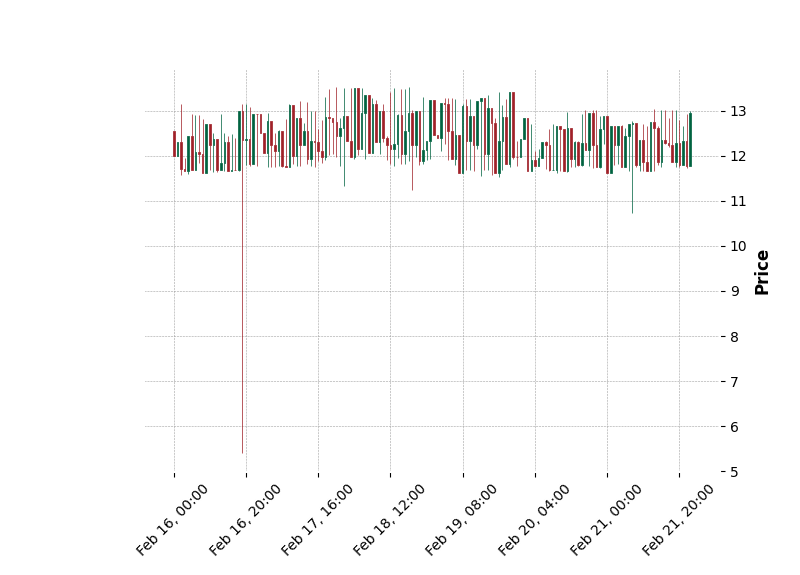 13
12
11
10
9
8
7
6
5
Price
Feb 16, 00:00
Feb 16, 20:00
Feb 17, 16:00
Feb 18, 12:00
Feb 19, 08:00
Feb 20, 04:00
Feb 21, 00:00
Feb 21, 20:00